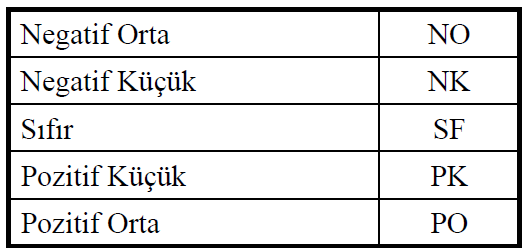 Negatif Orta NO
Negatif Küçük NK
Sıfır SF
Pozitif Küçük PK
Pozitif Orta PO